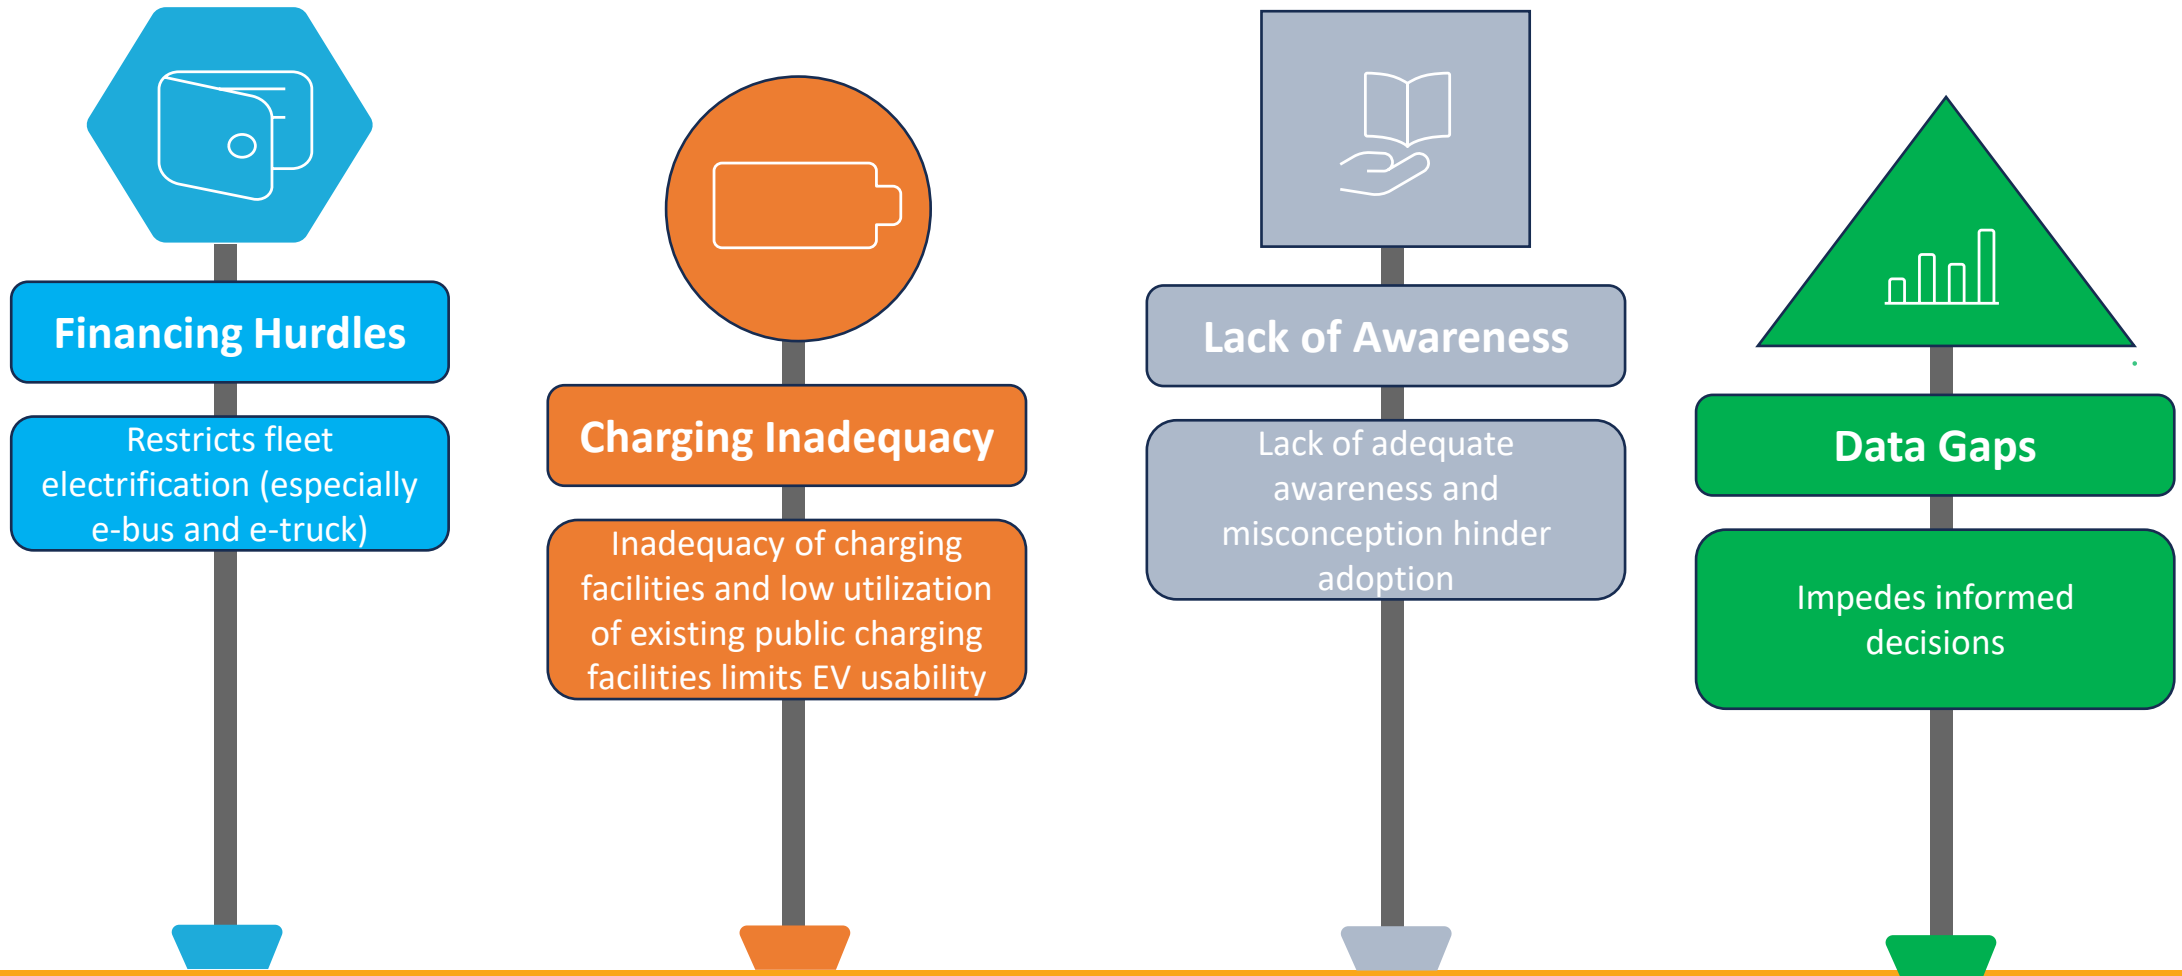 Financing Hurdles
Restricts fleet
electrification (especially
e-bus and e-truck)
Charging Inadequacy
Inadequacy of charging
facilities and low utilization
of existing public charging
facilities limits EV usability
Lack of Awareness
Lack of adequate
awareness and
misconception hinder
adoption
Data Gaps
Impedes informed
decisions